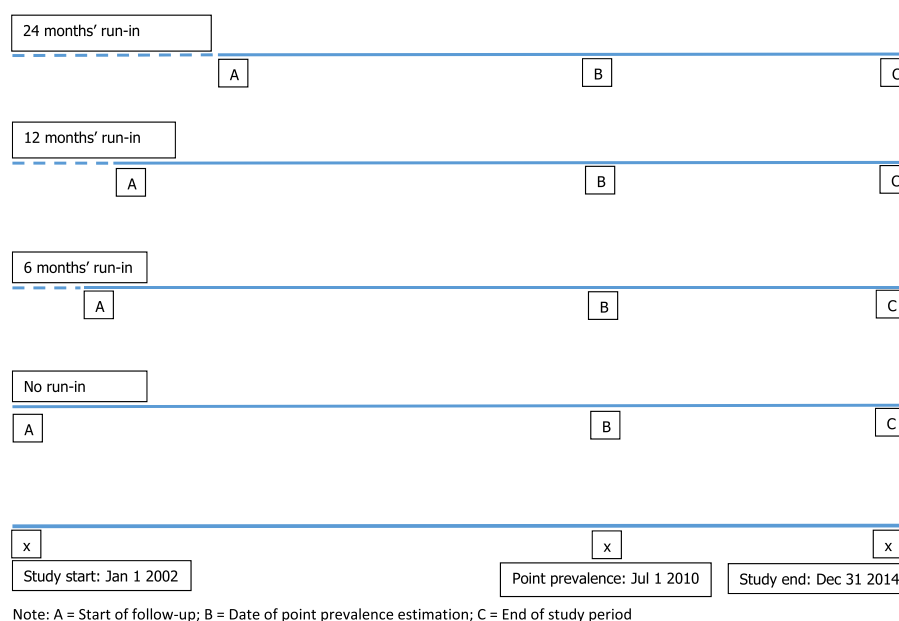 24 months’ run-in
A
B
C
12 months’ run-in
A
B
C
6 months’ run-in
A
B
C
No run-in
A
B
C
x
x
x
Study start: Jan 1 2002
Point prevalence: Jul 1 2010
Study end: Dec 31 2014
Note: A = Start of follow-up; B = Date of point prevalence estimation; C = End of study period